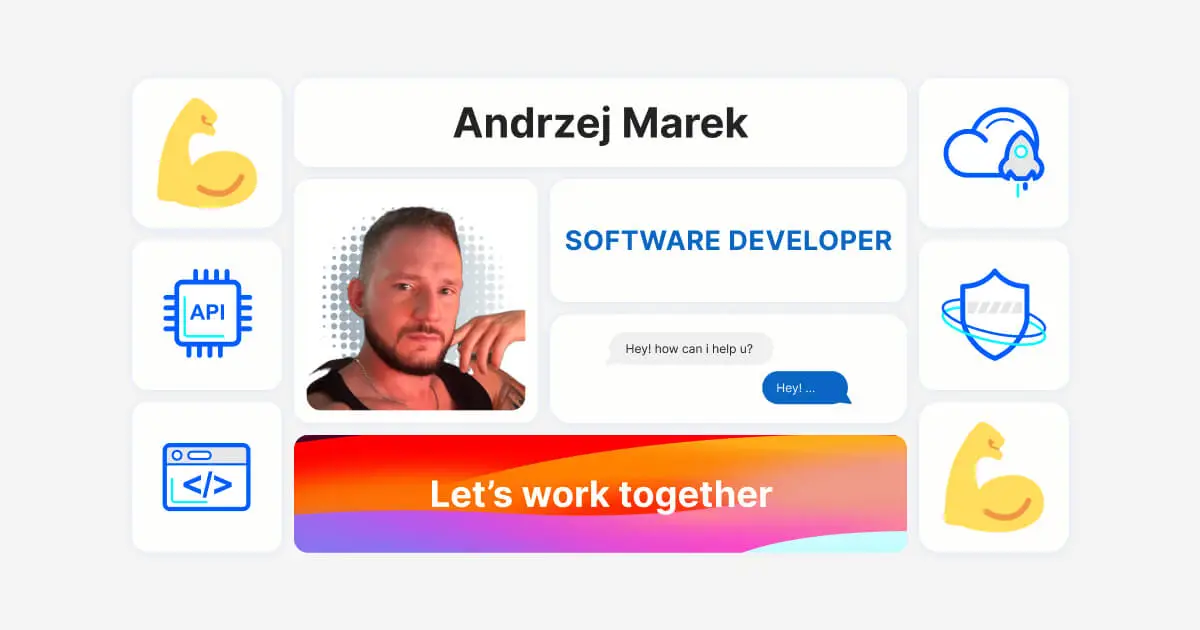 Andrzej Marek
SOFTWARE DEVELOPER
API
Hey! how can i help u?
Hey! ...
</>
Let’s work together